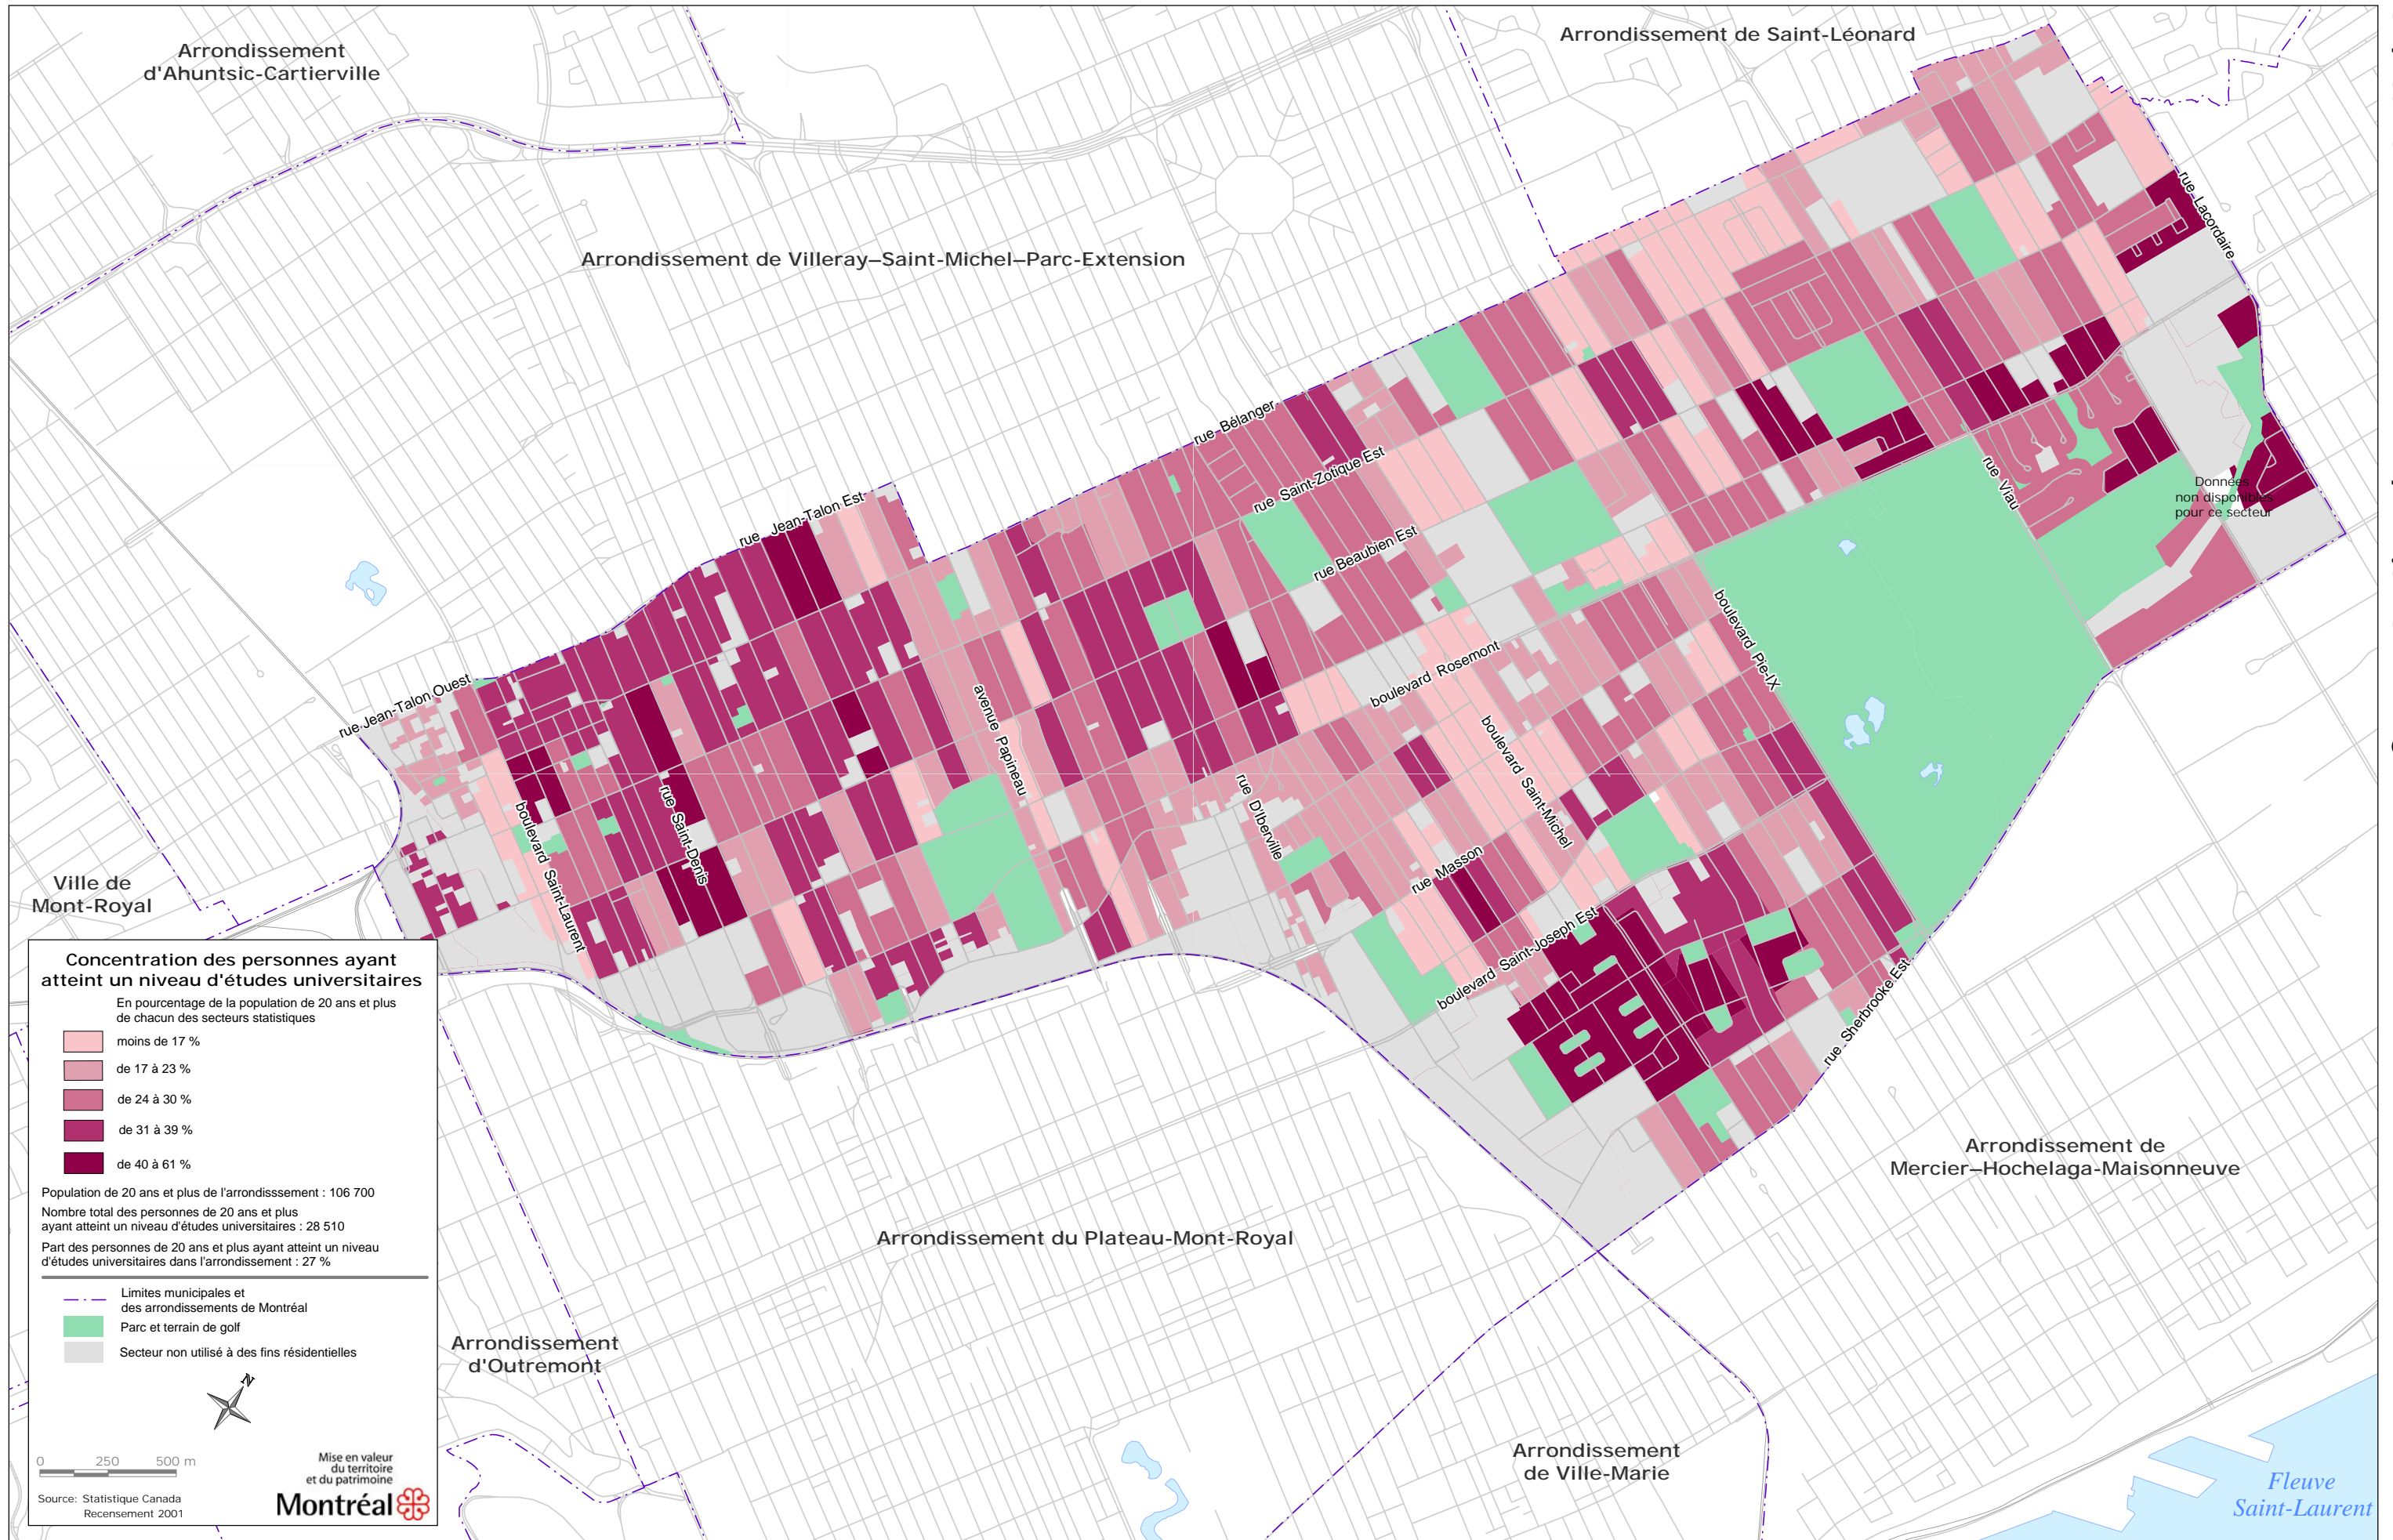 Arrondissement
d'Ahuntsic-Cartierville
Arrondissement de Saint-Léonard
Arrondissement de Villeray–Saint-Michel–Parc-Extension
rue Lacordaire
rue Bélanger
rue Saint-Zotique Est
rue Jean-Talon Est
rue Beaubien Est
rue Viau
Données
non disponibles
pour ce secteur
boulevard Pie-IX
rue Jean-Talon Ouest
boulevard Rosemont
avenue Papineau
boulevard Saint-Michel
rue D'Iberville
rue Saint-Denis
boulevard Saint-Laurent
rue Masson
boulevard Saint-Joseph Est
rue Sherbrooke Est
Ville de
Mont-Royal
Arrondissement de
Mercier–Hochelaga-Maisonneuve
Arrondissement du Plateau-Mont-Royal
Arrondissement
d'Outremont
Arrondissement
de Ville-Marie
Fleuve
Saint-Laurent
Concentration des personnes ayant
atteint un niveau d'études universitaires
En pourcentage de la population de 20 ans et plus
de chacun des secteurs statistiques
moins de 17 %
de 17 à 23 %
de 24 à 30 %
de 31 à 39 %
de 40 à 61 %
Population de 20 ans et plus de l'arrondisssement : 106 700
Nombre total des personnes de 20 ans et plus
ayant atteint un niveau d'études universitaires : 28 510
Part des personnes de 20 ans et plus ayant atteint un niveau
d'études universitaires dans l'arrondissement : 27 %
Limites municipales et
des arrondissements de Montréal
Parc et terrain de golf
Secteur non utilisé à des fins résidentielles
N
0 250 500 m
Mise en valeur
du territoire
et du patrimoine
Montréal
Source: Statistique Canada
Recensement 2001